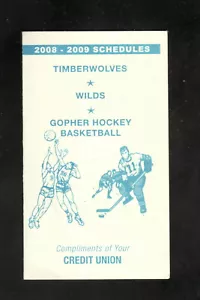 2008 - 2009 SCHEDULES
TIMBERWOLVES
★
WILDS
★
GOPHER HOCKEY
BASKETBALL
Compliments of Your
CREDIT UNION